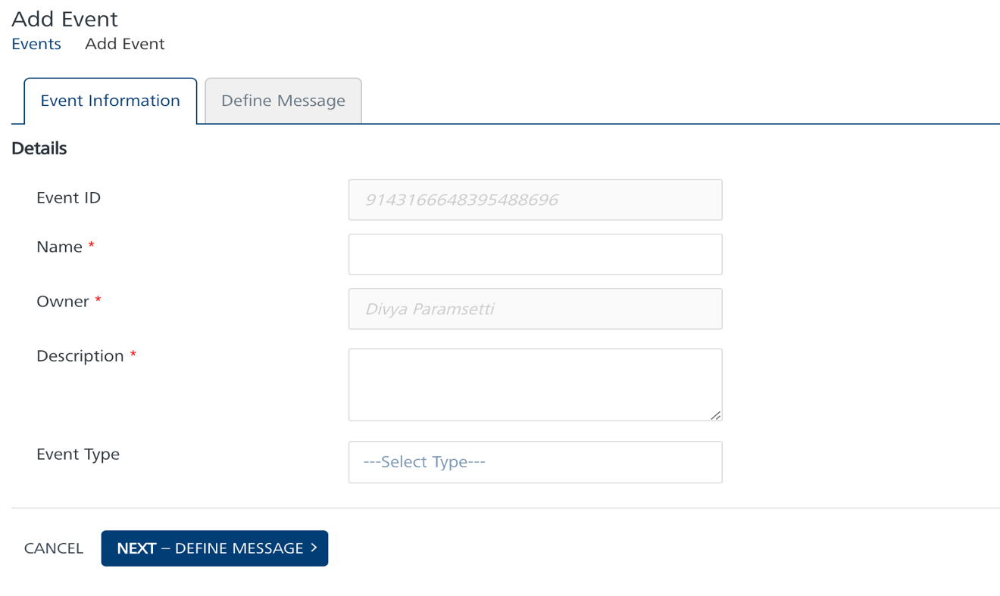 Add Event
Events Add Event
Event Information Define Message
Details
Event ID 9143166648395488696
Name *
Owner * Divya Paramsetti
Description *
Event Type ---Select Type---
CANCEL NEXT – DEFINE MESSAGE >